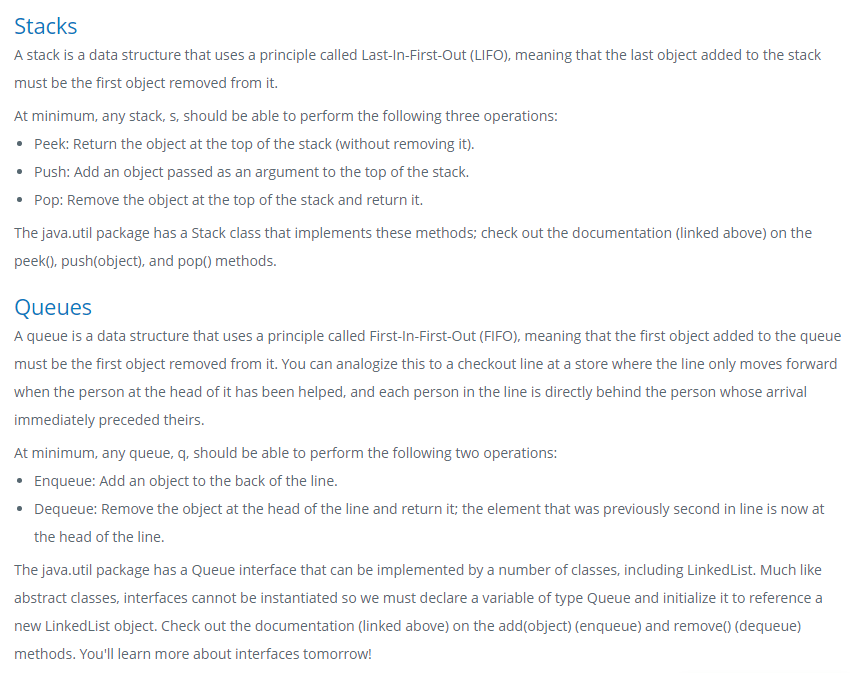 Stacks
A stack is a data structure that uses a principle called Last-In-First-Out (LIFO), meaning that the last object added to the stack
must be the first object removed from it.
At minimum, any stack, s, should be able to perform the following three operations:
• Peek: Return the object at the top of the stack (without removing it).
• Push: Add an object passed as an argument to the top of the stack.
• Pop: Remove the object at the top of the stack and return it.
The java.util package has a Stack class that implements these methods; check out the documentation (linked above) on the
peek(), push(object), and pop() methods.
Queues
A queue is a data structure that uses a principle called First-In-First-Out (FIFO), meaning that the first object added to the queue
must be the first object removed from it. You can analogize this to a checkout line at a store where the line only moves forward
when the person at the head of it has been helped, and each person in the line is directly behind the person whose arrival
immediately preceded theirs.
At minimum, any queue, q, should be able to perform the following two operations:
• Enqueue: Add an object to the back of the line.
• Dequeue: Remove the object at the head of the line and return it; the element that was previously second in line is now at
the head of the line.
The java.util package has a Queue interface that can be implemented by a number of classes, including LinkedList. Much like
abstract classes, interfaces cannot be instantiated so we must declare a variable of type Queue and initialize it to reference a
new LinkedList object. Check out the documentation (linked above) on the add(object) (enqueue) and remove() (dequeue)
methods. You'll learn more about interfaces tomorrow!